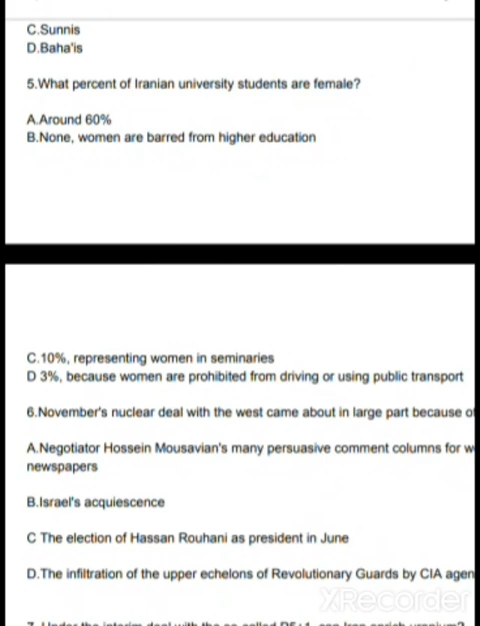 C.Sunnis
D.Baha'is
5.What percent of Iranian university students are female?
A.Around 60%
B.None, women are barred from higher education
C.10%, representing women in seminaries
D 3%, because women are prohibited from driving or using public transport
6.November's nuclear deal with the west came about in large part because of
A.Negotiator Hossein Mousavian's many persuasive comment columns for w
newspapers
B.Israel's acquiescence
C The election of Hassan Rouhani as president in June
D.The infiltration of the upper echelons of Revolutionary Guards by CIA agen
XRecorder